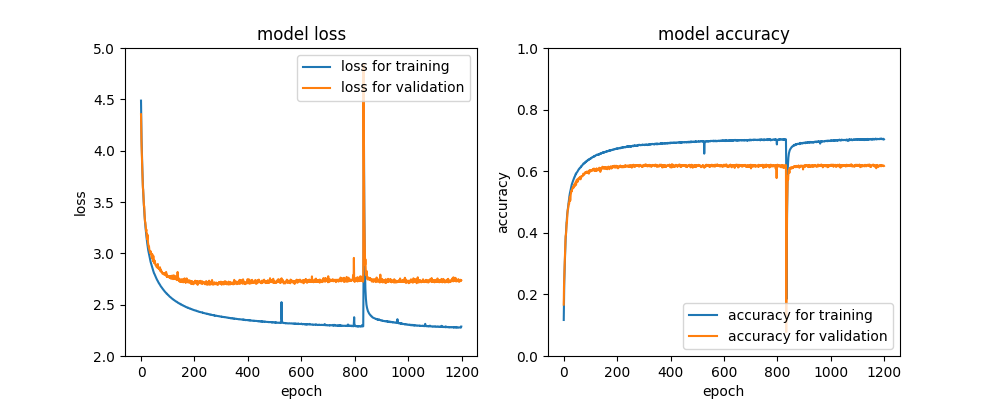 model loss
5.0
4.5
4.0
3.5
3.0
2.5
2.0
loss
0 200 400 600 800 1000 1200
epoch
loss for training
loss for validation
model accuracy
1.0
0.8
0.6
0.4
0.2
0.0
accuracy
0 200 400 600 800 1000 1200
epoch
accuracy for training
accuracy for validation